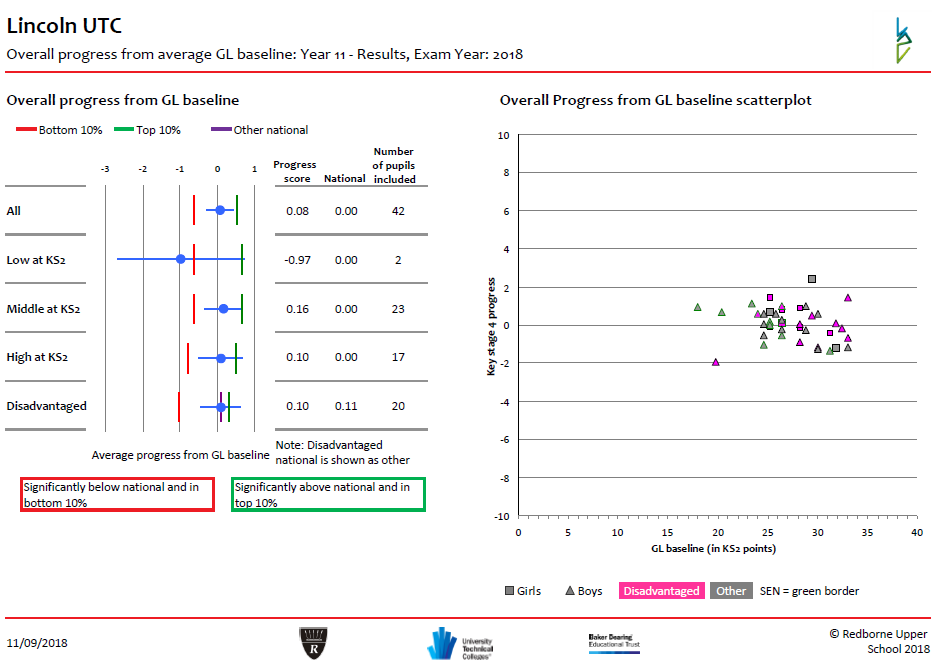 Lincoln UTC
Overall progress from average GL baseline: Year 11 - Results, Exam Year: 2018
Overall progress from GL baseline
Bottom 10% Top 10% Other national
-3 -2 -1 0 1
Progress score National Number of pupils included
All 0.08 0.00 42
Low at KS2 -0.97 0.00 2
Middle at KS2 0.16 0.00 23
High at KS2 0.10 0.00 17
Disadvantaged 0.10 0.11 20
Average progress from GL baseline
Note: Disadvantaged
national is shown as other
Significantly below national and in
bottom 10%
Significantly above national and in
top 10%
Overall Progress from GL baseline scatterplot
Key stage 4 progress
10
8
6
4
2
0
-2
-4
-6
-8
-10
0 5 10 15 20 25 30 35 40
GL baseline (in KS2 points)
Girls Boys Disadvantaged Other SEN = green border
11/09/2018
R
University
Technical
Colleges
Baker Dearing
Educational Trust
© Redborne Upper
School 2018